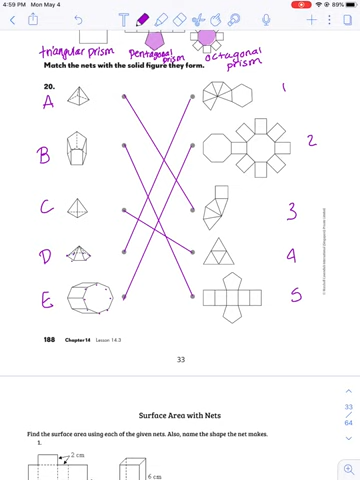 4:59 PM Mon May 4
89%
triangular prism
pentagonal prism
octagonal prism
Match the nets with the solid figure they form.
20.
A
1
B
2
C
3
D
4
E
5
188 Chapter 14 Lesson 14.3
33
33
/
64
Surface Area with Nets
Find the surface area using each of the given nets. Also, name the shape the net makes.
1.
2 cm
6 cm